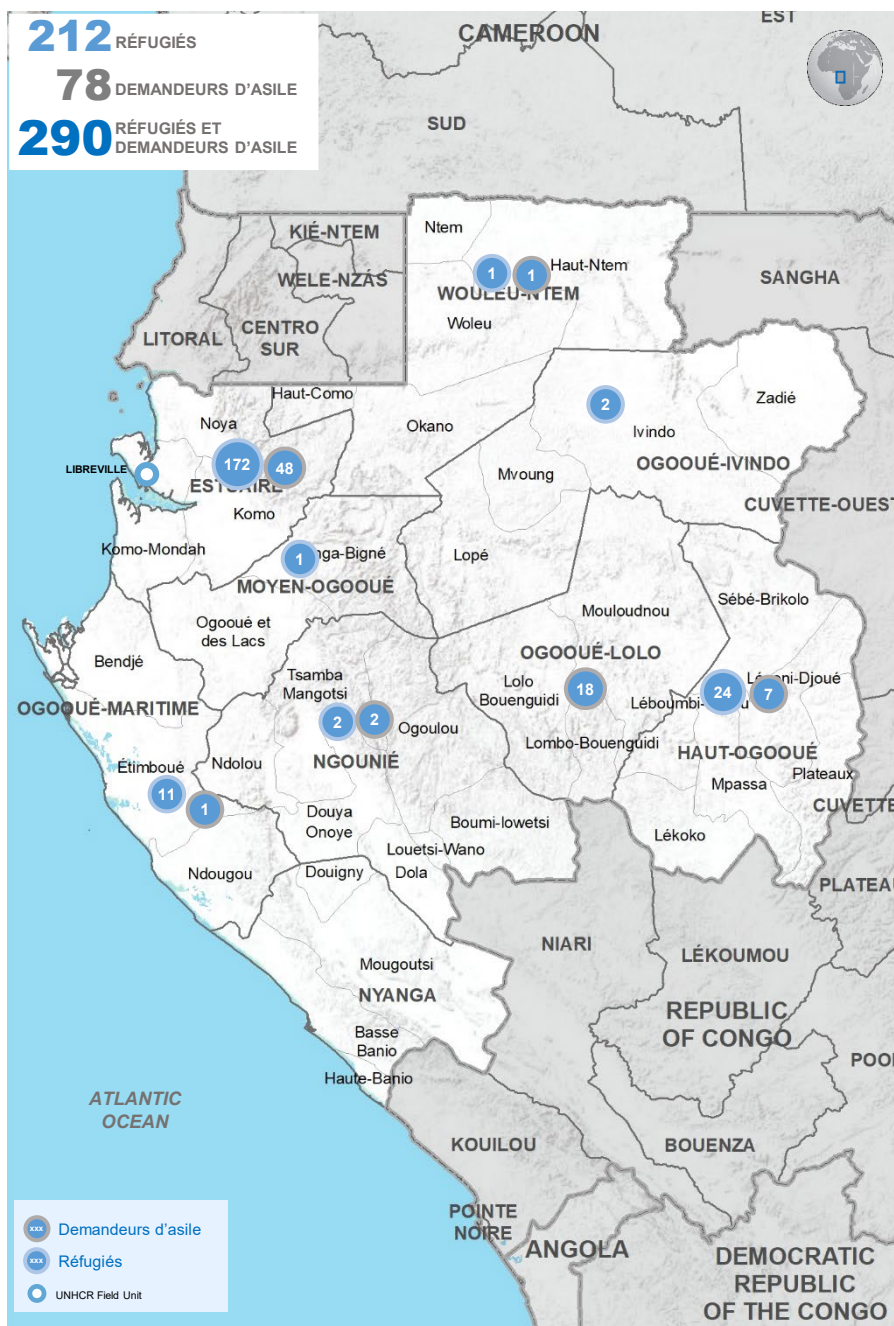 212 RÉFUGIÉS
78 DEMANDEURS D'ASILE
290 RÉFUGIÉS ET
DEMANDEURS D'ASILE
CAMEROON
EST
SUD
KIÉ-NTEM
WELE-NZÁS
CENTRO
SUR
LITORAL
SANGHA
Ntem
1
1
Haut-Ntem
WOULEU-NTEM
Woleu
Haut-Como
Noya
Okano
2
Ivindo
Zadié
OGOOUÉ-IVINDO
CUVETTE-OUEST
Mvoung
LIBREVILLE
172
48
ESTUAIRE
Komo
Komo-Mondah
1
nga-Bigné
MOYEN-OGOOUÉ
Lopé
Ogooué et
des Lacs
Mouloudnou
Sébé-Brikolo
OGOOUÉ-LOLO
Bendjé
OGOOUÉ-MARITIME
Tsamba
Mangotsi
2
2
Ogoulou
NGOUNIÉ
Lolo
Bouenguidi
18
Lombo-Bouenguidi
24
7
HAUT-OGOOUÉ
Mpassa
Plateaux
CUVETTE
Lékoko
Étimboué
11
1
Ndolou
Ndougou
Douya
Onoye
Boumi-lowetsi
Louetsi-Wano
Douigny
Dola
PLATEAU
NIARI
LÉKOUMOU
Mougoutsi
NYANGA
REPUBLIC
OF CONGO
POO
Basse
Banio
Haute-Banio
ATLANTIC
OCEAN
KOUILOU
BOUENZA
POINTE
NOIRE
ANGOLA
DEMOCRATIC
REPUBLIC
OF THE CONGO
xxx Demandeurs d'asile
xxx Réfugiés
UNHCR Field Unit